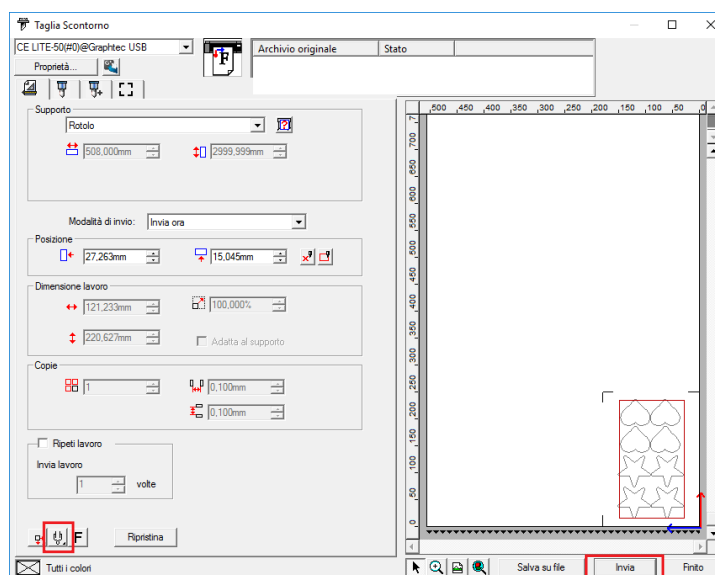 Taglia Scontorno
CE LITE-50(#0)@Graphtec USB
Archivio originale Stato
Proprietà...
Supporto
Rotolo
508,000mm 2999,999mm
Modalità di invio: Invia ora
Posizione
27,263mm 15,045mm
Dimensione lavoro
121,233mm 100,000%
220,627mm Adatta al supporto
Copie
1 0,100mm
0,100mm
Ripeti lavoro
Invia lavoro
1 volte
F Ripristina
Tutti i colori
500 450 400 350 300 250 200 150 100 50 0
700
650
600
550
500
450
400
350
300
250
200
150
100
50
0
Salva su file Invia Finito